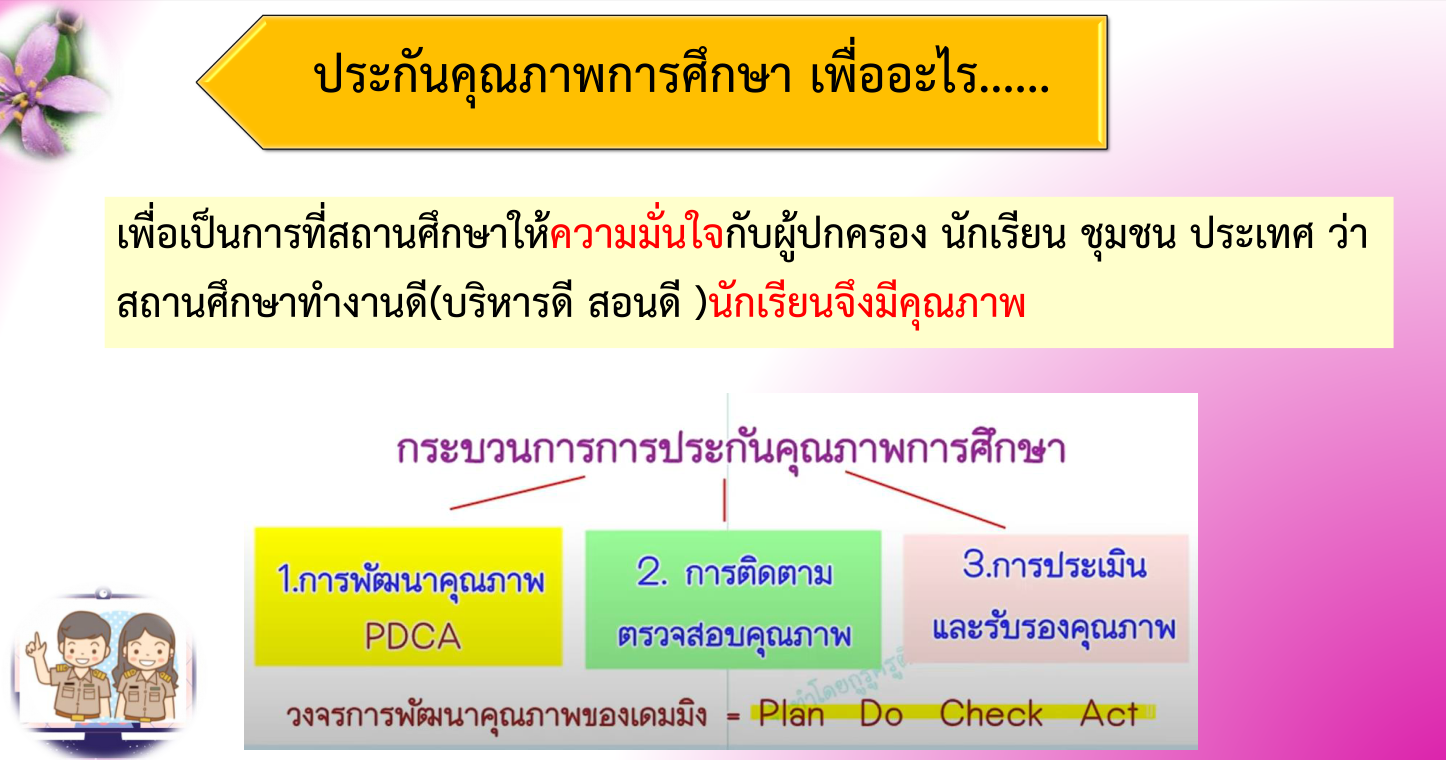 ประกันคุณภาพการศึกษา เพื่ออะไร......
เพื่อเป็นการที่สถานศึกษาให้ความมั่นใจกับผู้ปกครอง นักเรียน ชุมชน ประเทศ ว่า
สถานศึกษาทำงานดี(บริหารดี สอนดี )นักเรียนจึงมีคุณภาพ
กระบวนการการประกันคุณภาพการศึกษา
1.การพัฒนาคุณภาพ
PDCA
2. การติดตาม
ตรวจสอบคุณภาพ
3.การประเมิน
และรับรองคุณภาพ
วงจรการพัฒนาคุณภาพของเดมมิง = Plan Do Check Act